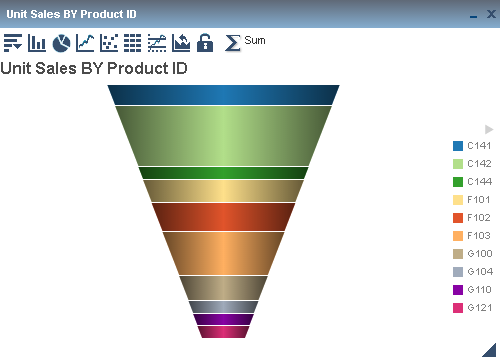 Unit Sales BY Product ID
Sum
Unit Sales BY Product ID
C141
C142
C144
F101
F102
F103
G100
G104
G110
G121